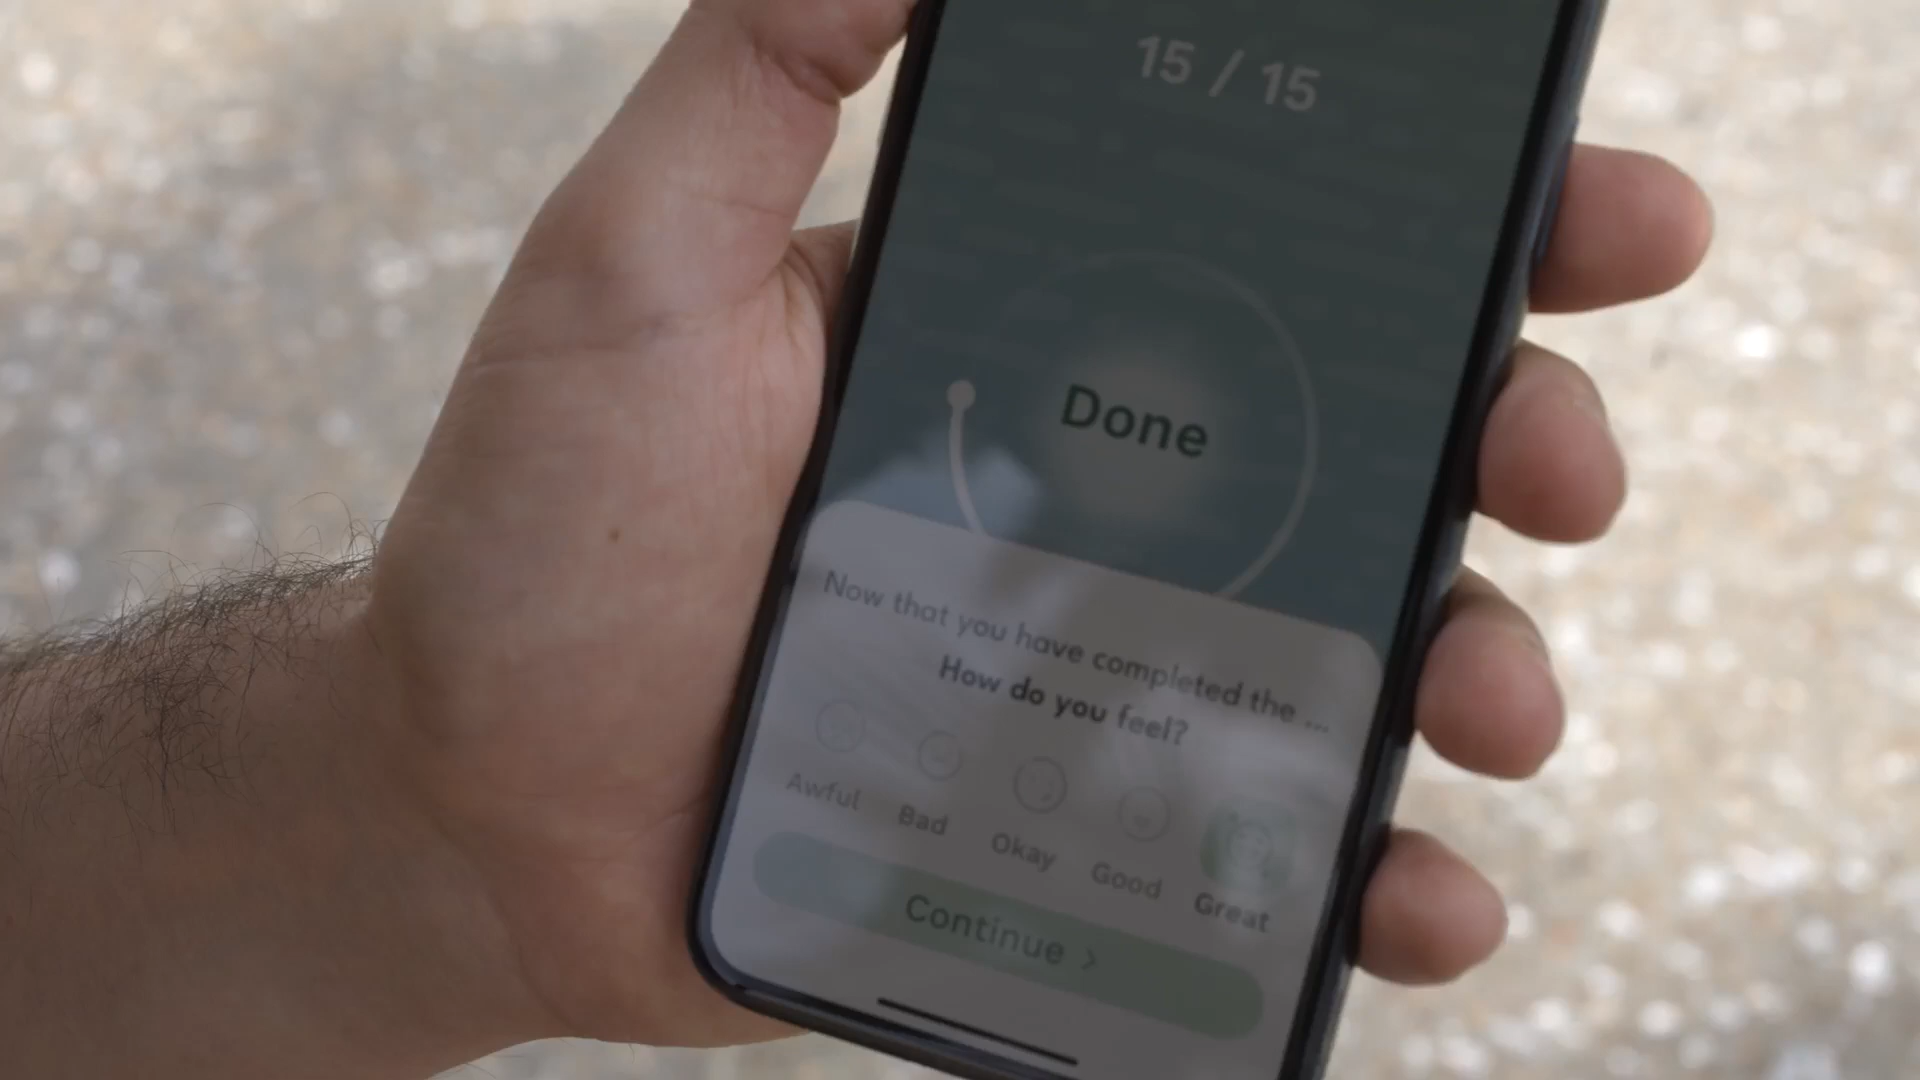 15 / 15
Done
Now that you have completed the ...
How do you feel?
Awful Bad Okay Good Great
Continue >